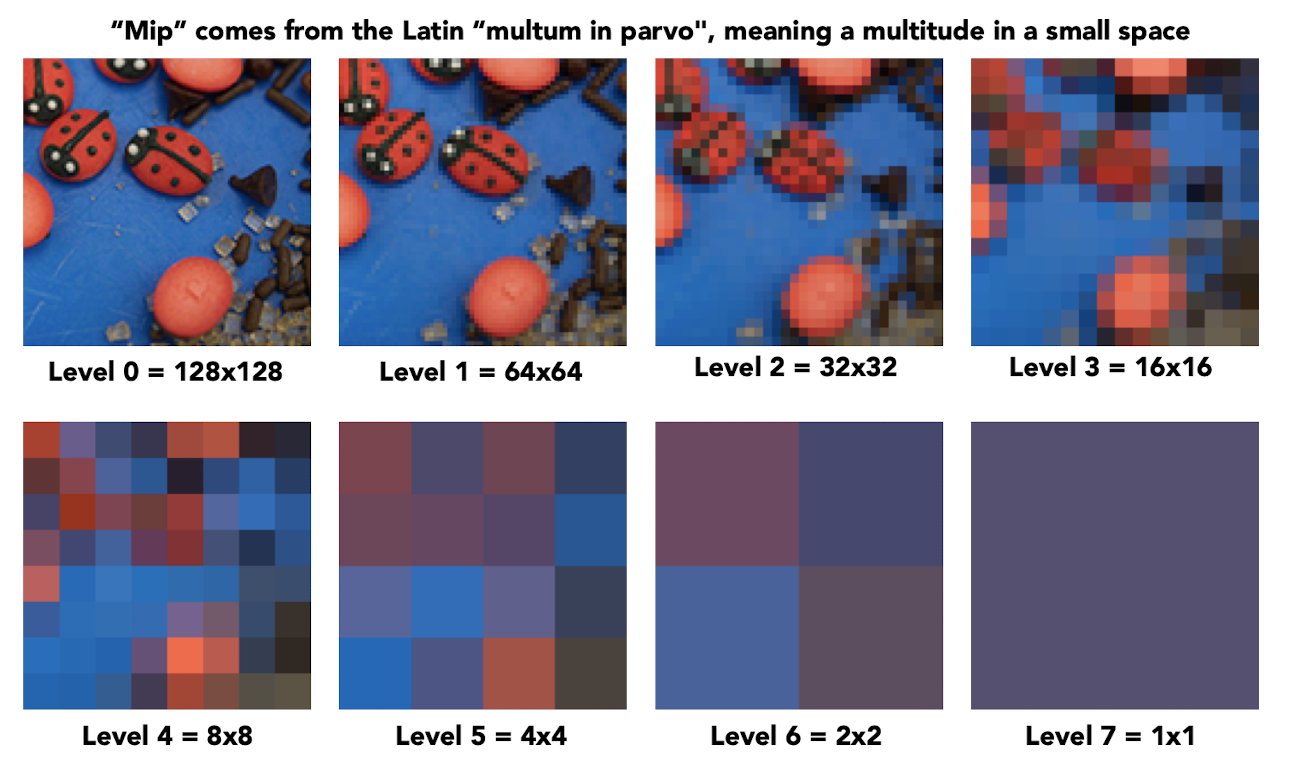 “Mip” comes from the Latin “multum in parvo", meaning a multitude in a small space
Level 0 = 128x128
Level 1 = 64x64
Level 2 = 32x32
Level 3 = 16x16
Level 4 = 8x8
Level 5 = 4x4
Level 6 = 2x2
Level 7 = 1x1